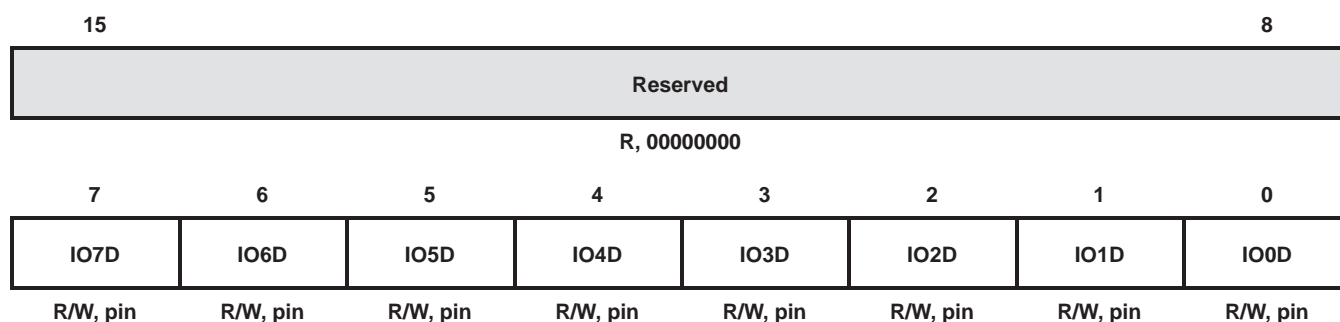 15 8
Reserved
R, 00000000
7 6 5 4 3 2 1 0
IO7D IO6D IO5D IO4D IO3D IO2D IO1D IO0D
R/W, pin R/W, pin R/W, pin R/W, pin R/W, pin R/W, pin R/W, pin R/W, pin